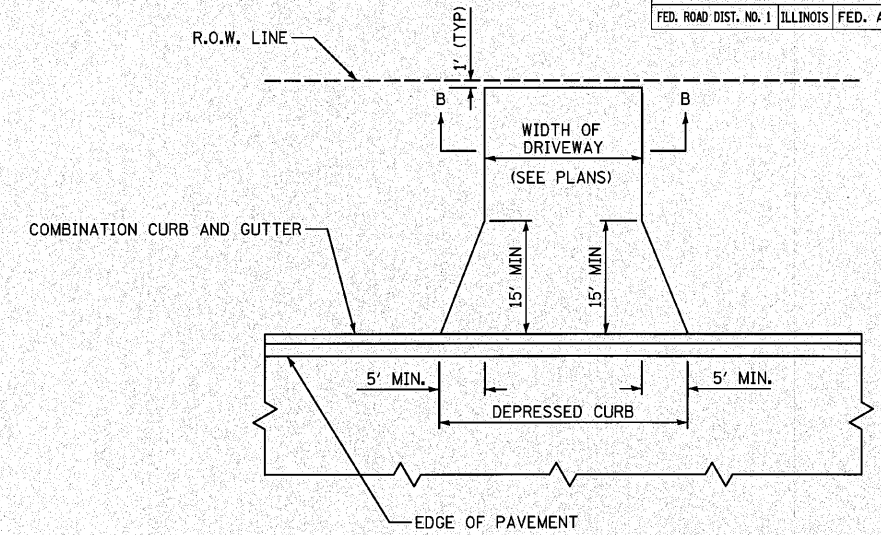 FED. ROAD DIST. NO. 1 ILLINOIS FED. A
R.O.W. LINE
1' (TYP)
B B
WIDTH OF
DRIVEWAY
(SEE PLANS)
COMBINATION CURB AND GUTTER
15' MIN 15' MIN
5' MIN. 5' MIN.
DEPRESSED CURB
EDGE OF PAVEMENT